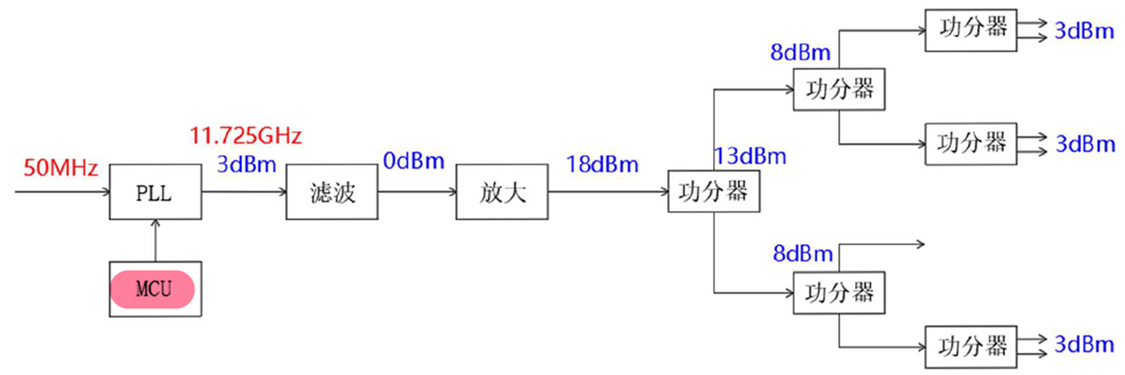 功分器
3dBm
8dBm
功分器
11.725GHz
功分器
3dBm
50MHz
3dBm
0dBm
18dBm
13dBm
PLL
滤波
放大
功分器
8dBm
MCU
功分器
功分器
3dBm